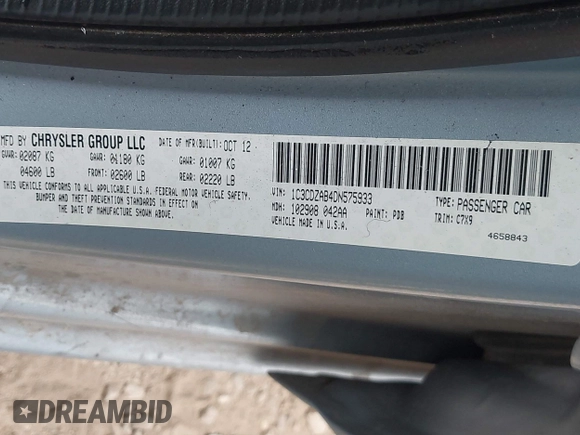 MFD BY CHRYSLER GROUP LLC DATE OF MFR(BUILT): OCT 12
GVWR: 02087 KG GAWR: 01180 KG GAWR: 01007 KG
04600 LB FRONT: 02600 LB REAR: 02220 LB
THIS VEHICLE CONFORMS TO ALL APPLICABLE U.S.A. FEDERAL MOTOR VEHICLE SAFETY,
BUMPER AND THEFT PREVENTION STANDARDS IN EFFECT ON
THE DATE OF MANUFACTURE SHOWN ABOVE.
VIN: 1C3CDZAB4DN575933 TYPE: PASSENGER CAR
MDH: 102908 042AA PAINT: PDB TRIM: C7X9
VEHICLE MADE IN U.S.A.
4658843
DREAMBID